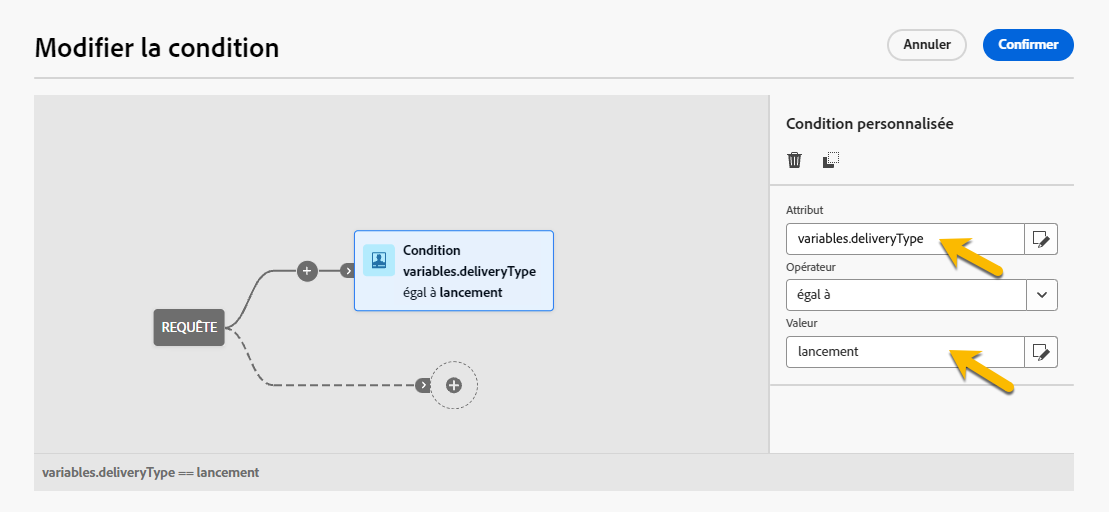 Modifier la condition
Annuler
Confirmer
REQUÊTE
Condition
variables.deliveryType
égal à lancement
Condition personnalisée
Attribut
variables.deliveryType
Opérateur
égal à
Valeur
lancement
variables.deliveryType == lancement